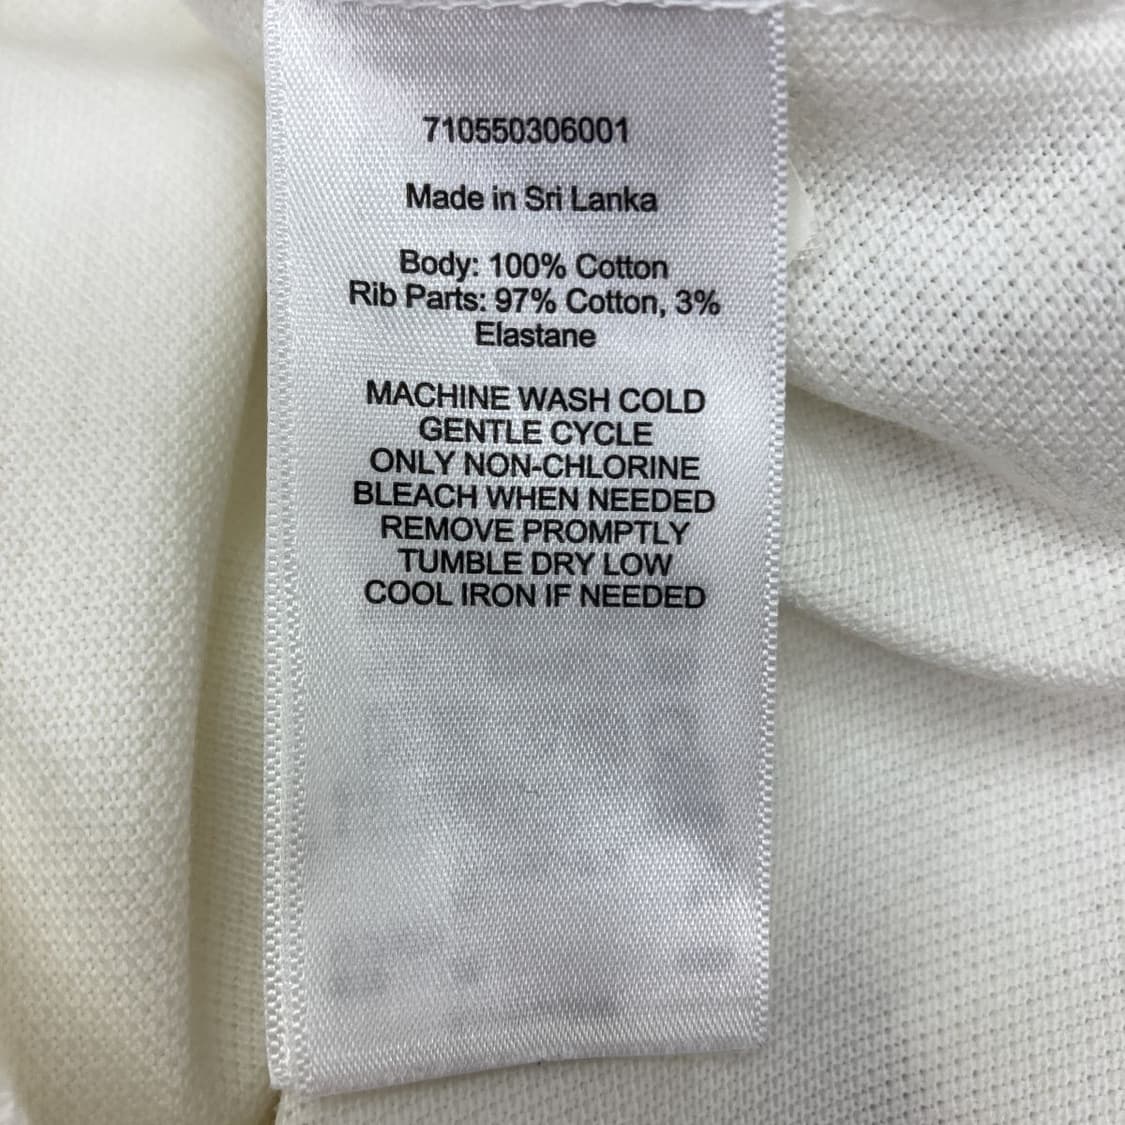 710550306001
Made in Sri Lanka
Body: 100% Cotton
Rib Parts: 97% Cotton, 3%
Elastane
MACHINE WASH COLD
GENTLE CYCLE
ONLY NON-CHLORINE
BLEACH WHEN NEEDED
REMOVE PROMPTLY
TUMBLE DRY LOW
COOL IRON IF NEEDED